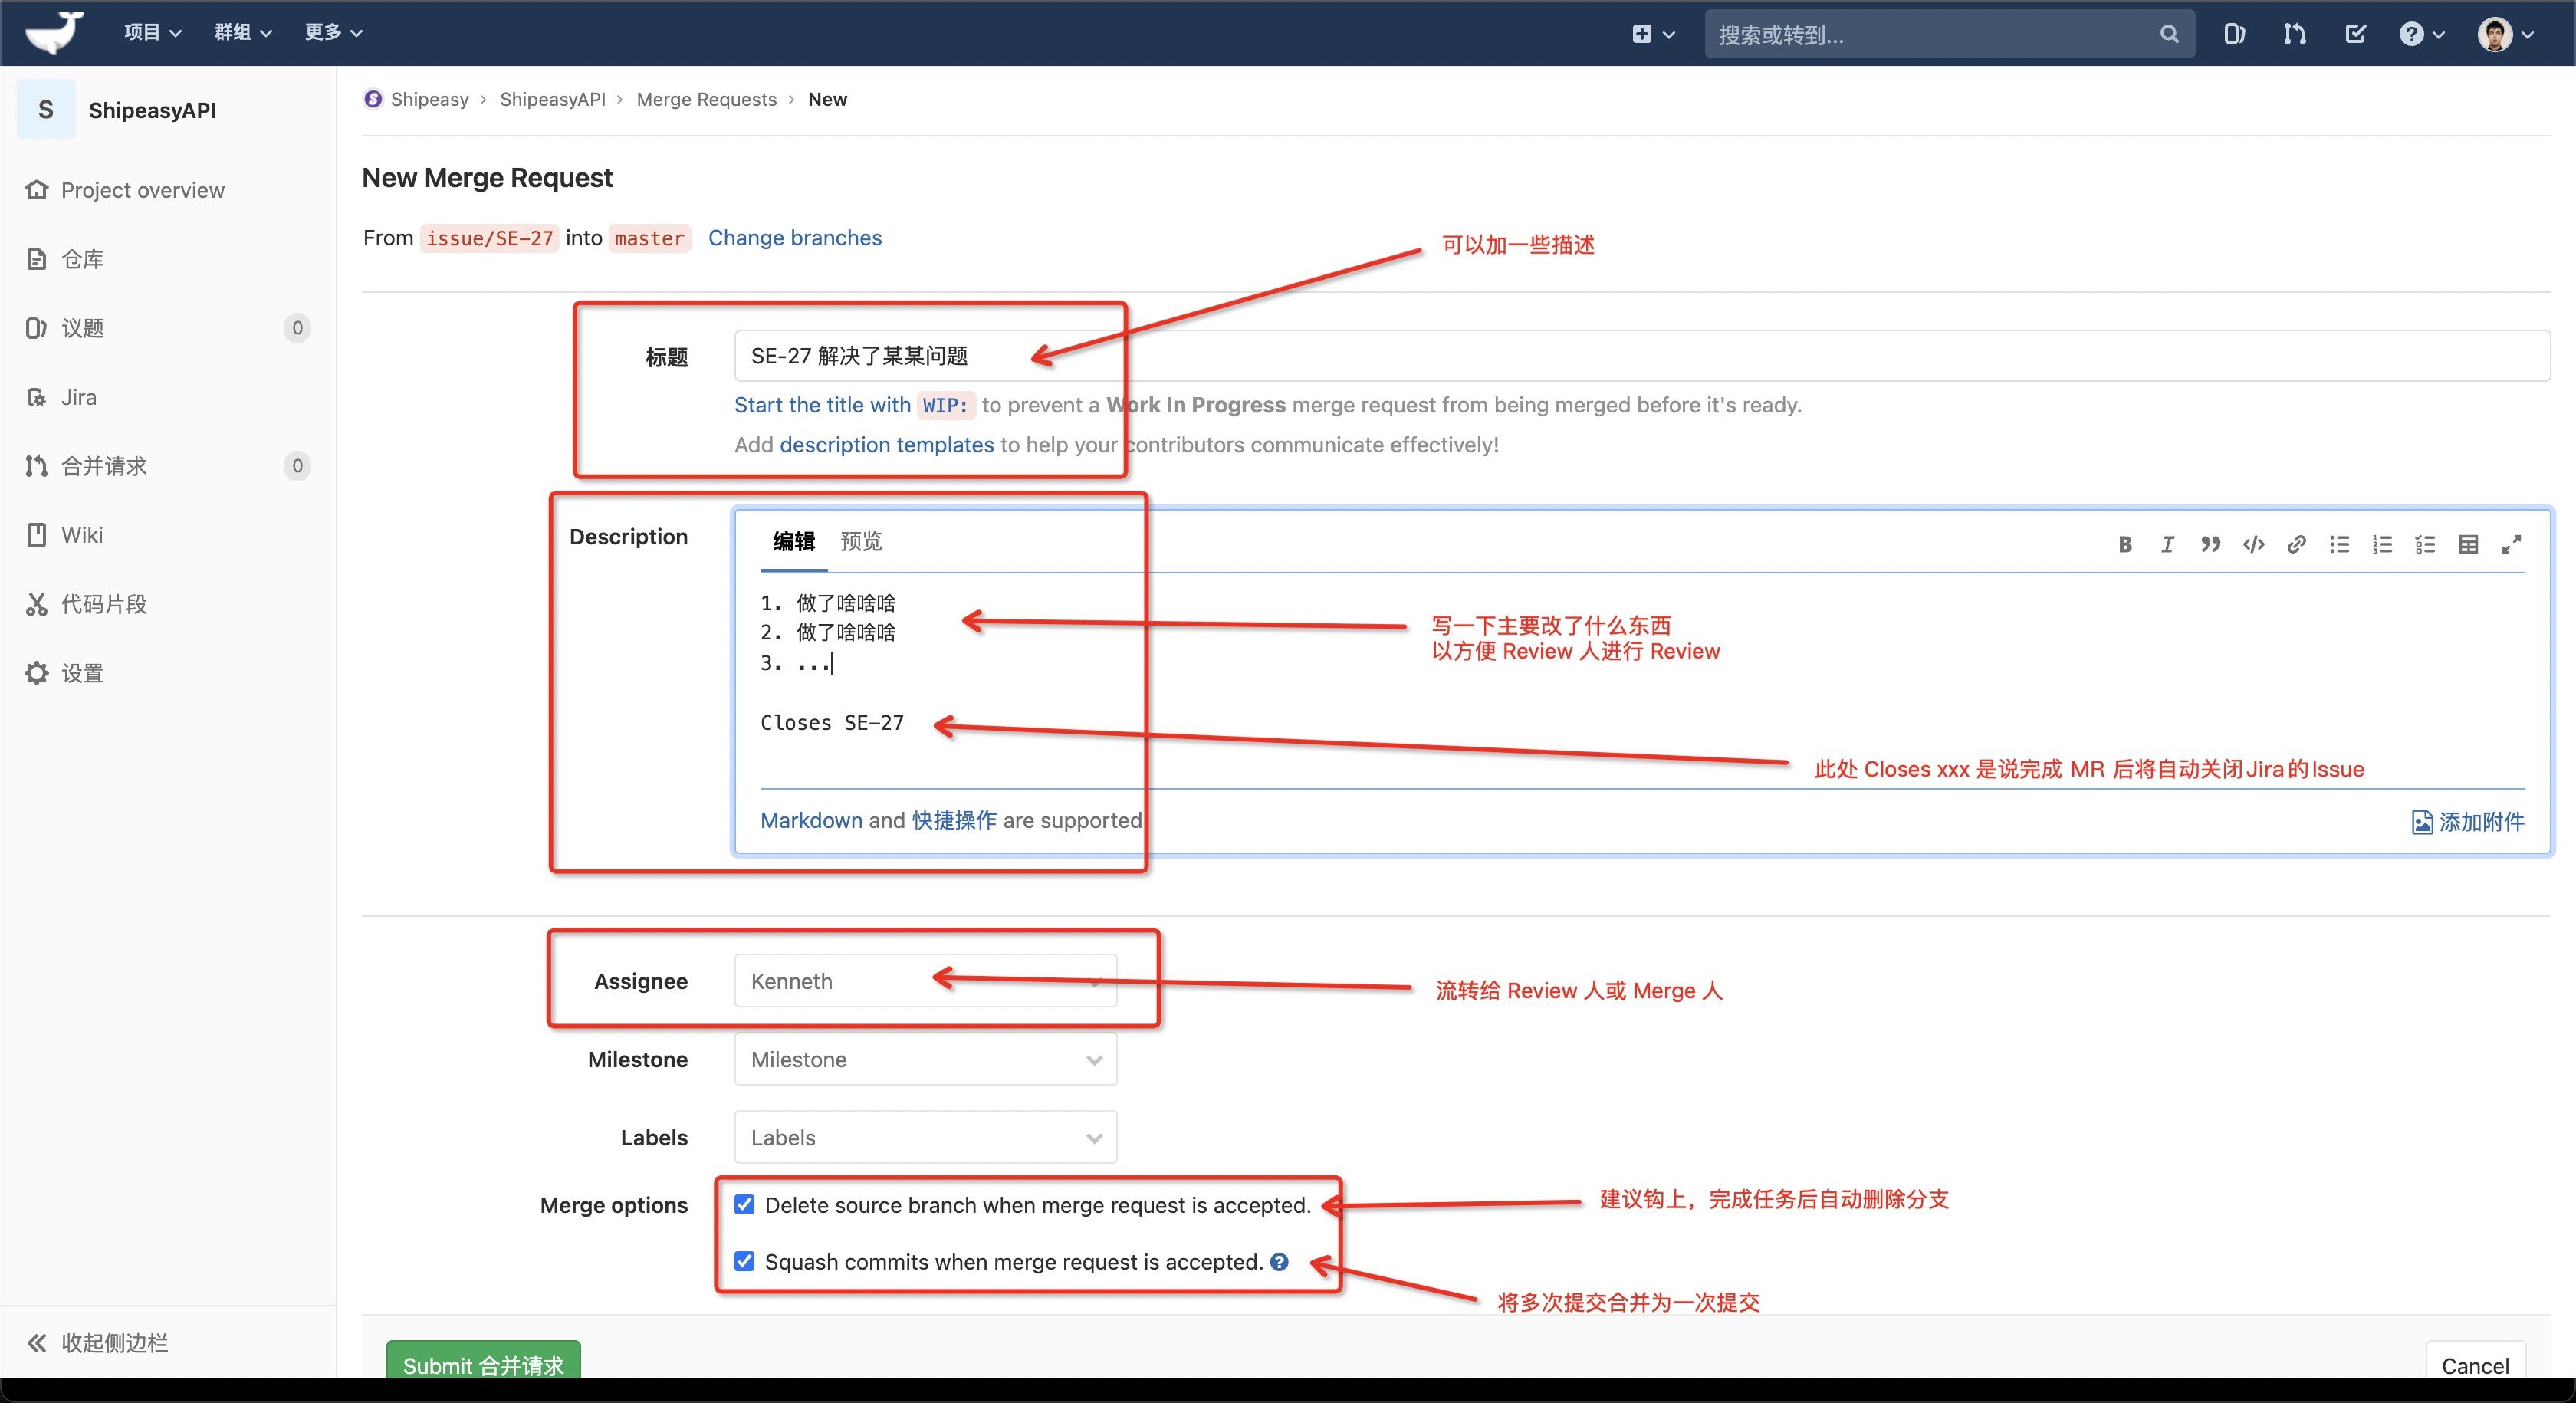 项目 群组 更多 搜索或转到...
S ShipeasyAPI
Project overview
仓库
议题 0
Jira
合并请求 0
Wiki
代码片段
设置
收起侧边栏
Shipeasy › ShipeasyAPI › Merge Requests › New
New Merge Request
From issue/SE-27 into master Change branches
可以加一些描述
标题 SE-27 解决了某某问题
Start the title with WIP: to prevent a Work In Progress merge request from being merged before it's ready.
Add description templates to help your contributors communicate effectively!
Description 编辑 预览
1. 做了啥啥啥
2. 做了啥啥啥
3. ...
写一下主要改了什么东西
以方便 Review 人进行 Review
Closes SE-27
此处 Closes xxx 是说完成 MR 后将自动关闭Jira的Issue
Markdown and 快捷操作 are supported
添加附件
Assignee Kenneth
流转给 Review 人或 Merge 人
Milestone Milestone
Labels Labels
Merge options Delete source branch when merge request is accepted.
建议钩上，完成任务后自动删除分支
Squash commits when merge request is accepted.
将多次提交合并为一次提交
Submit 合并请求 Cancel